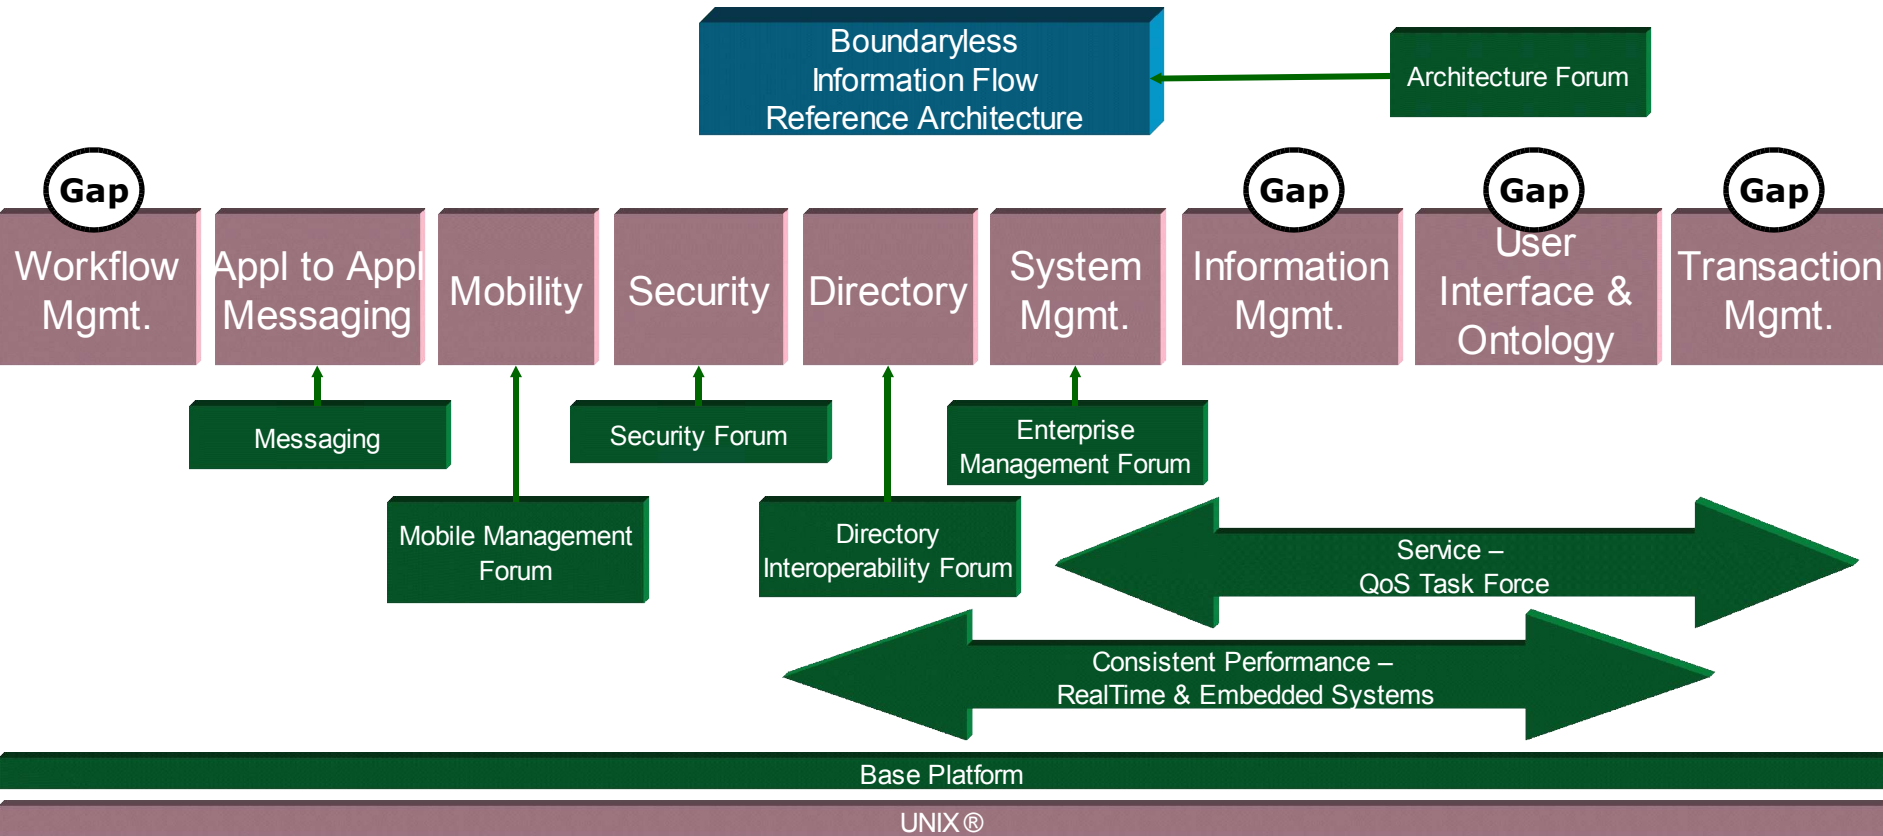 Boundaryless
Information Flow
Reference Architecture
Architecture Forum
Gap
Gap
Gap
Gap
Workflow
Mgmt.
Appl to Appl
Messaging
Mobility
Security
Directory
System
Mgmt.
Information
Mgmt.
User
Interface &
Ontology
Transaction
Mgmt.
Messaging
Security Forum
Enterprise
Management Forum
Mobile Management
Forum
Directory
Interoperability Forum
Service –
QoS Task Force
Consistent Performance –
RealTime & Embedded Systems
Base Platform
UNIX®